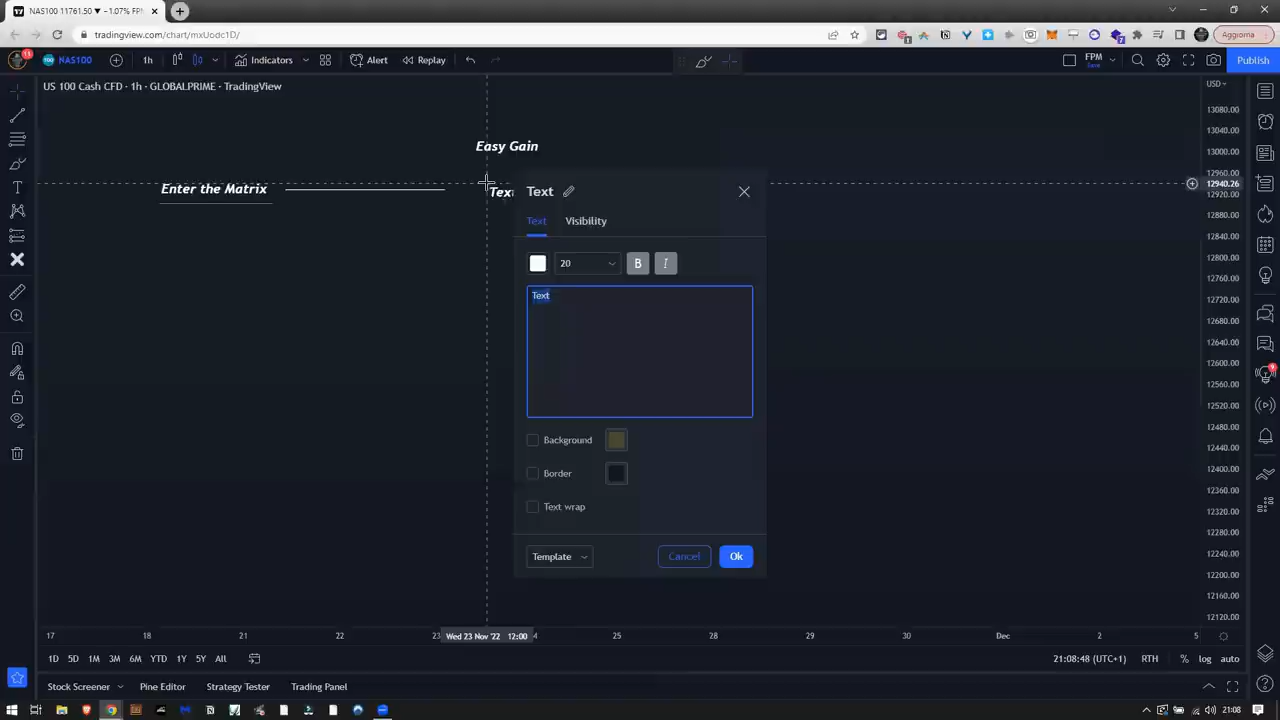 NAS100 11761.50 ▼ −1.07% FP
tradingview.com/chart/mxUodc1D/
Aggiorna
11
NAS100
1h
Indicators
Alert
Replay
FPM
Save
Publish
US 100 Cash CFD · 1h · GLOBALPRIME · TradingView
USD
Easy Gain
Enter the Matrix
Text
Text
Text
Visibility
20
B
I
Text
Background
Border
Text wrap
Template
Cancel
Ok
13080.00
13040.00
13000.00
12960.00
12940.26
12920.00
12880.00
12840.00
12800.00
12760.00
12720.00
12680.00
12640.00
12600.00
12560.00
12520.00
12480.00
12440.00
12400.00
12360.00
12320.00
12280.00
12240.00
12200.00
12160.00
12120.00
17
18
21
22
23
Wed 23 Nov '22 12:00
4
25
28
29
30
Dec
2
5
1D
5D
1M
3M
6M
YTD
1Y
5Y
All
21:08:48 (UTC+1)
RTH
%
log
auto
Stock Screener
Pine Editor
Strategy Tester
Trading Panel
21:08